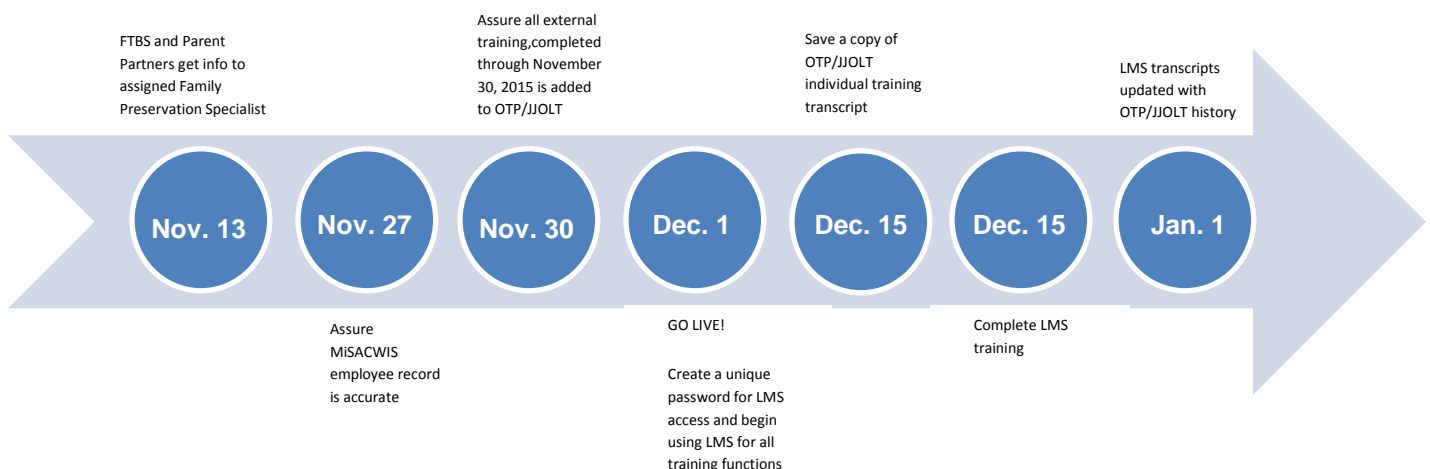 FTBS and Parent
Partners get info to
assigned Family
Preservation Specialist
Assure all external
training,completed
through November
30, 2015 is added
to OTP/JJOLT
Save a copy of
OTP/JJOLT
individual training
transcript
LMS transcripts
updated with
OTP/JJOLT history
Nov. 13
Nov. 27
Nov. 30
Dec. 1
Dec. 15
Dec. 15
Jan. 1
Assure
MiSACWIS
employee record
is accurate
GO LIVE!
Create a unique
password for LMS
access and begin
using LMS for all
training functions
Complete LMS
training